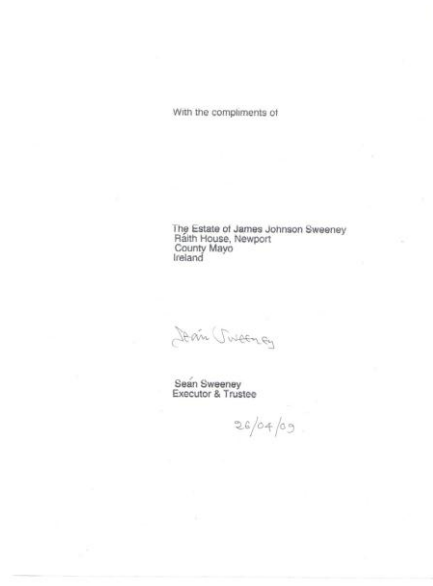 With the compliments of
The Estate of James Johnson Sweeney
Ráith House, Newport
County Mayo
Ireland
Seán Sweeney
Seán Sweeney
Executor & Trustee
26/04/09